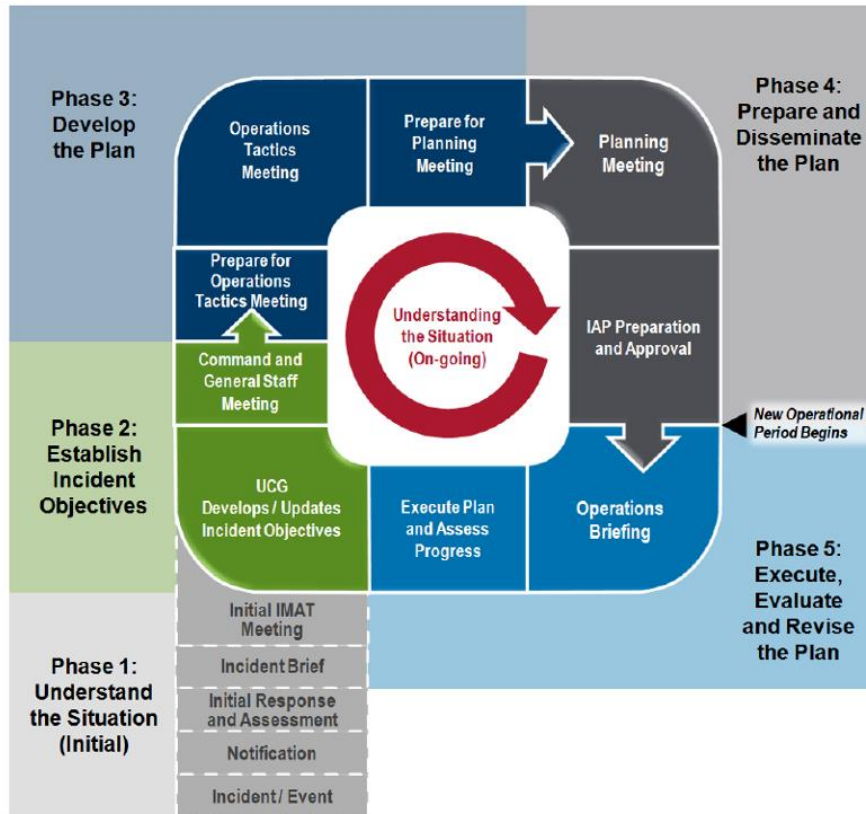 Phase 3:
Develop
the Plan
Operations
Tactics
Meeting
Prepare for
Planning
Meeting
Planning
Meeting
Phase 4:
Prepare and
Disseminate
the Plan
Prepare for
Operations
Tactics Meeting
Understanding
the Situation
(On-going)
IAP Preparation
and Approval
Command and
General Staff
Meeting
New Operational
Period Begins
Phase 2:
Establish
Incident
Objectives
UCG
Develops / Updates
Incident Objectives
Execute Plan
and Assess
Progress
Operations
Briefing
Phase 5:
Execute,
Evaluate
and Revise
the Plan
Phase 1:
Understand
the Situation
(Initial)
Initial IMAT
Meeting
Incident Brief
Initial Response
and Assessment
Notification
Incident / Event